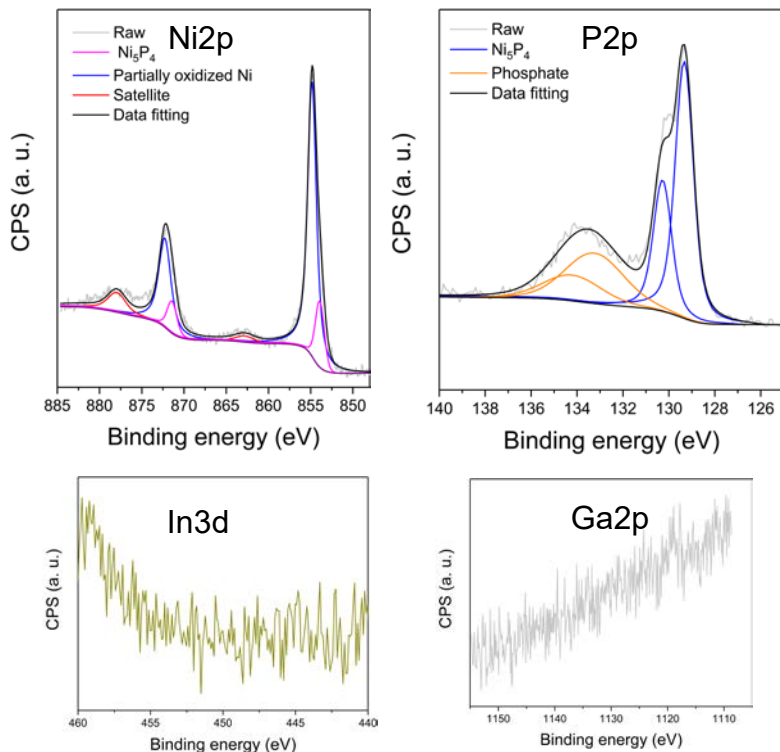 Ni2p
Raw
Ni₅P₄
Partially oxidized Ni
Satellite
Data fitting
CPS (a. u.)
885 880 875 870 865 860 855 850
Binding energy (eV)
P2p
Raw
Ni₅P₄
Phosphate
Data fitting
CPS (a. u.)
140 138 136 134 132 130 128 126
Binding energy (eV)
In3d
CPS (a. u.)
460 455 450 445 440
Binding energy (eV)
Ga2p
CPS (a. u.)
1150 1140 1130 1120 1110
Binding energy (eV)